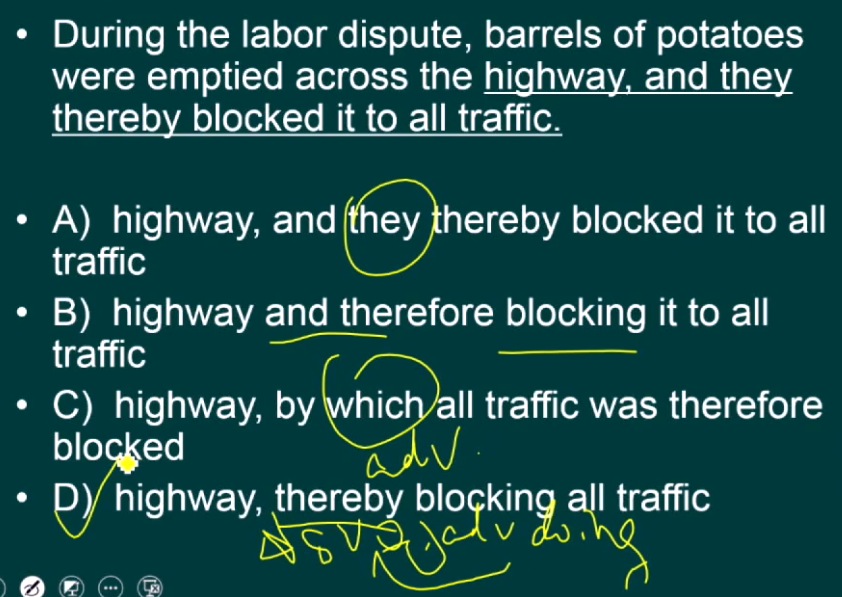 • During the labor dispute, barrels of potatoes
were emptied across the highway, and they
thereby blocked it to all traffic.
• A) highway, and they thereby blocked it to all
traffic
• B) highway and therefore blocking it to all
traffic
• C) highway, by which all traffic was therefore
blocked
adv.
• D) highway, thereby blocking all traffic
SVO, adv doing